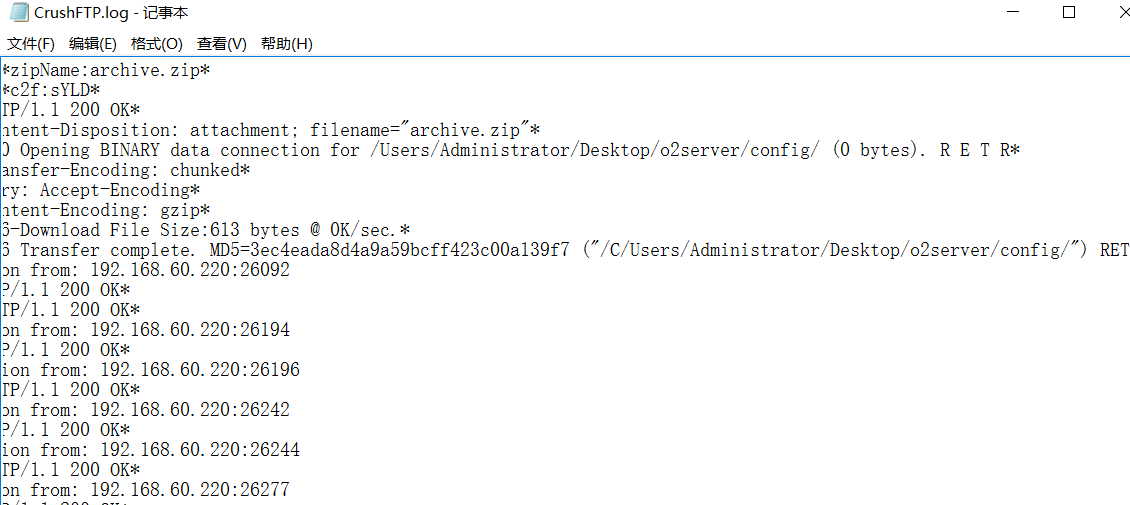 CrushFTP.log - 记事本
文件(F) 编辑(E) 格式(O) 查看(V) 帮助(H)
*zipName:archive.zip*
*c2f:sYLD*
TP/1.1 200 OK*
ntent-Disposition: attachment; filename="archive.zip"*
0 Opening BINARY data connection for /Users/Administrator/Desktop/o2server/config/ (0 bytes). R E T R*
ansfer-Encoding: chunked*
ry: Accept-Encoding*
ntent-Encoding: gzip*
6-Download File Size:613 bytes @ 0K/sec.*
6 Transfer complete. MD5=3ec4eada8d4a9a59bcff423c00a139f7 ("/C/Users/Administrator/Desktop/o2server/config/") RET
on from: 192.168.60.220:26092
P/1.1 200 OK*
TP/1.1 200 OK*
on from: 192.168.60.220:26194
P/1.1 200 OK*
ion from: 192.168.60.220:26196
TP/1.1 200 OK*
on from: 192.168.60.220:26242
P/1.1 200 OK*
ion from: 192.168.60.220:26244
TP/1.1 200 OK*
on from: 192.168.60.220:26277
P/1.1 200 OK*